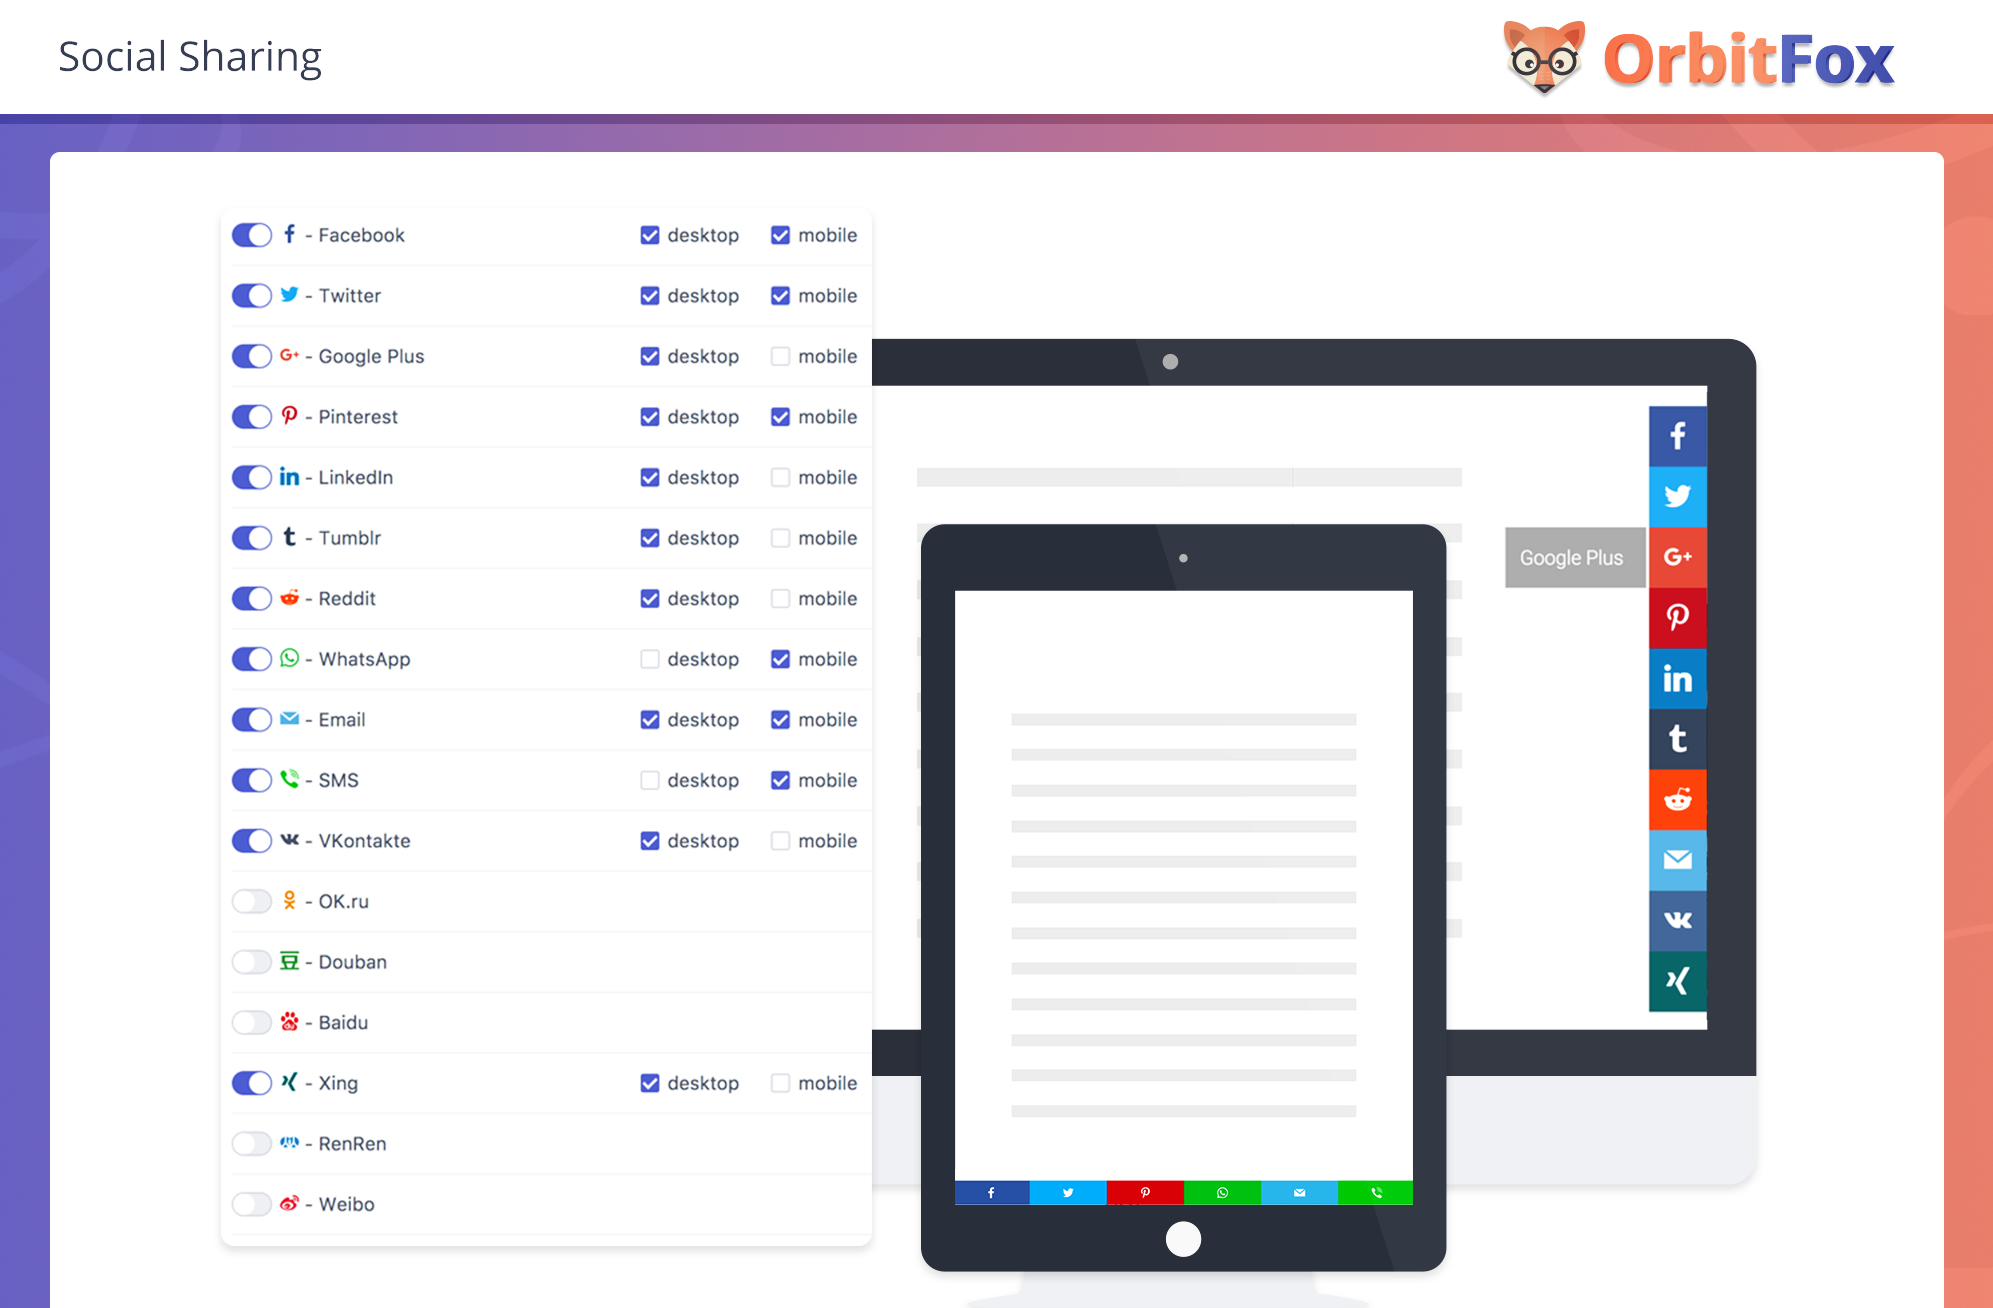 Social Sharing
OrbitFox
- Facebook desktop mobile
- Twitter desktop mobile
- Google Plus desktop mobile
- Pinterest desktop mobile
- LinkedIn desktop mobile
- Tumblr desktop mobile
- Reddit desktop mobile
- WhatsApp desktop mobile
- Email desktop mobile
- SMS desktop mobile
- VKontakte desktop mobile
- OK.ru
- Douban
- Baidu
- Xing desktop mobile
- RenRen
- Weibo
Google Plus